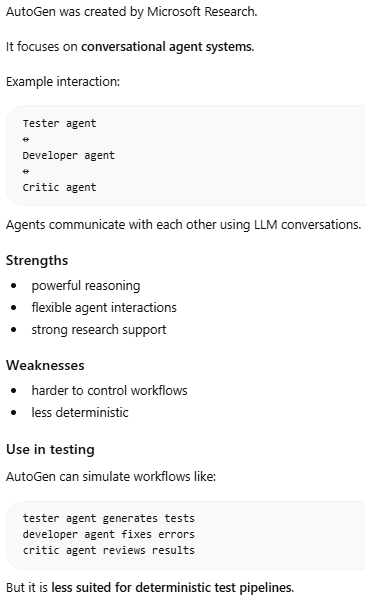 AutoGen was created by Microsoft Research.
It focuses on conversational agent systems.
Example interaction:
Tester agent
↔
Developer agent
↔
Critic agent
Agents communicate with each other using LLM conversations.
Strengths
• powerful reasoning
• flexible agent interactions
• strong research support
Weaknesses
• harder to control workflows
• less deterministic
Use in testing
AutoGen can simulate workflows like:
tester agent generates tests
developer agent fixes errors
critic agent reviews results
But it is less suited for deterministic test pipelines.